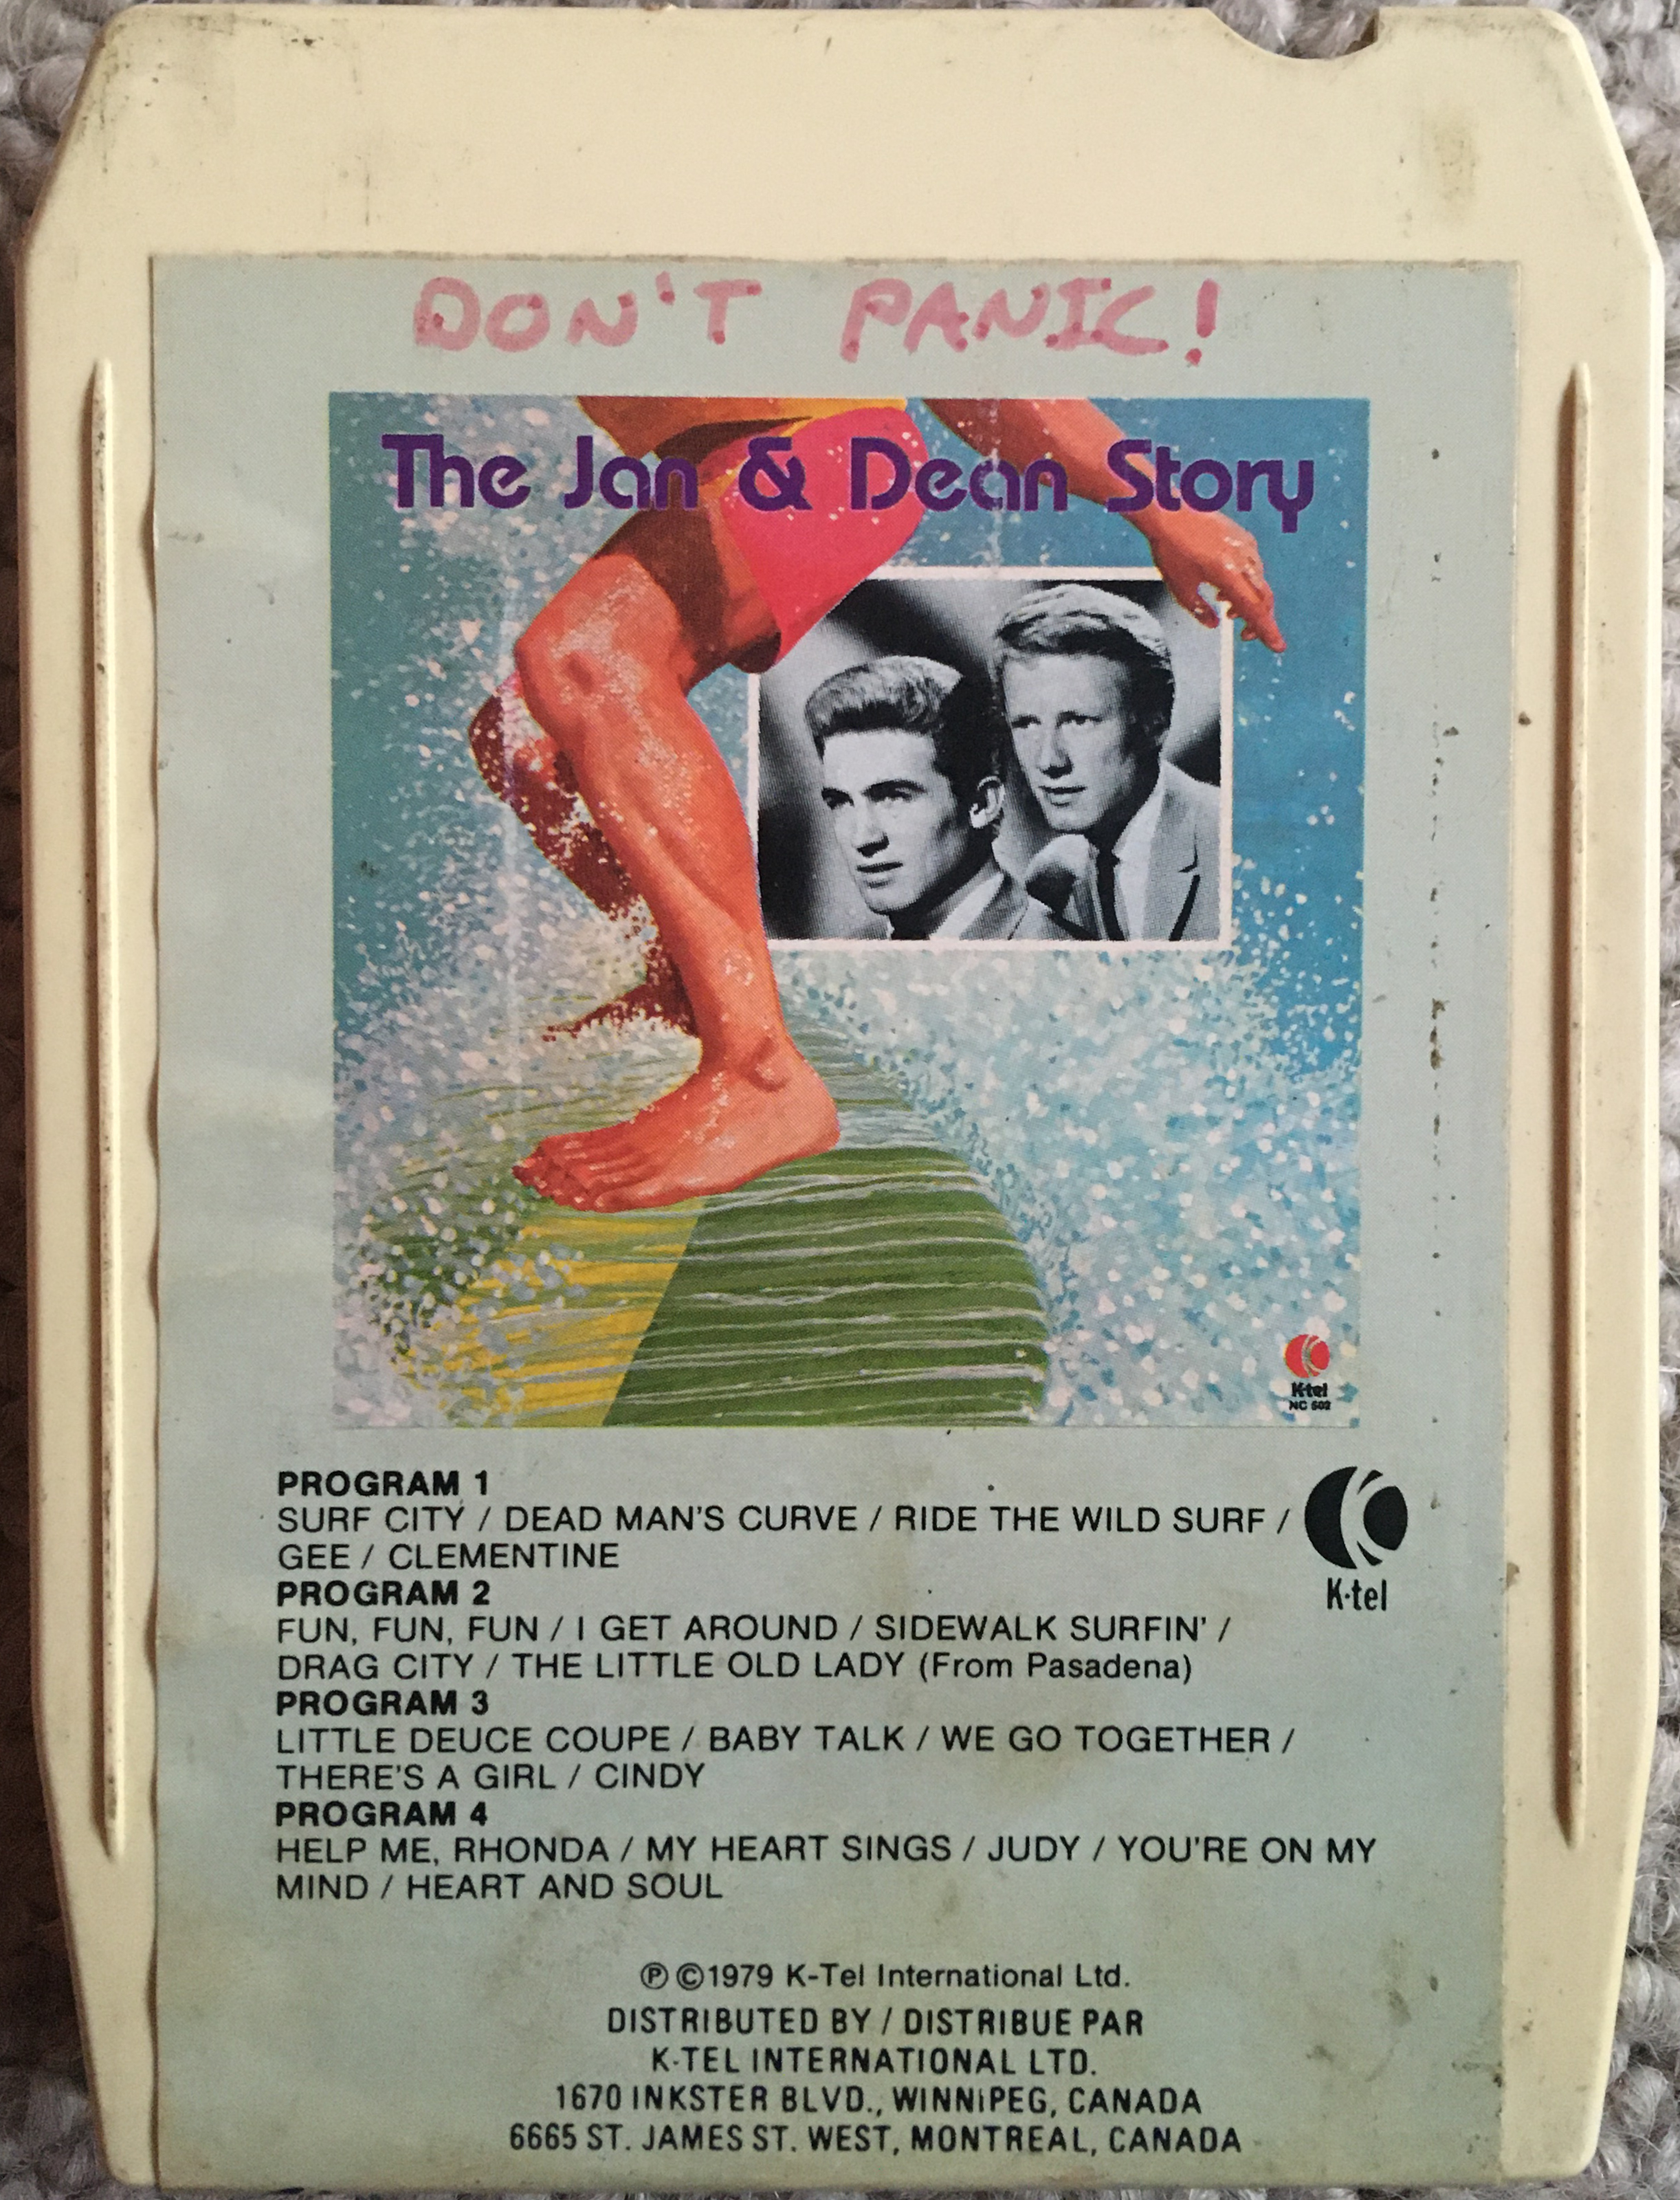 DON'T PANIC!
The Jan & Dean Story
K-tel
NC 502
PROGRAM 1
SURF CITY / DEAD MAN'S CURVE / RIDE THE WILD SURF /
GEE / CLEMENTINE
K-tel
PROGRAM 2
FUN, FUN, FUN / I GET AROUND / SIDEWALK SURFIN' /
DRAG CITY / THE LITTLE OLD LADY (From Pasadena)
PROGRAM 3
LITTLE DEUCE COUPE / BABY TALK / WE GO TOGETHER /
THERE'S A GIRL / CINDY
PROGRAM 4
HELP ME, RHONDA / MY HEART SINGS / JUDY / YOU'RE ON MY
MIND / HEART AND SOUL
℗ ©1979 K-Tel International Ltd.
DISTRIBUTED BY / DISTRIBUE PAR
K-TEL INTERNATIONAL LTD.
1670 INKSTER BLVD., WINNIPEG, CANADA
6665 ST. JAMES ST. WEST, MONTREAL, CANADA